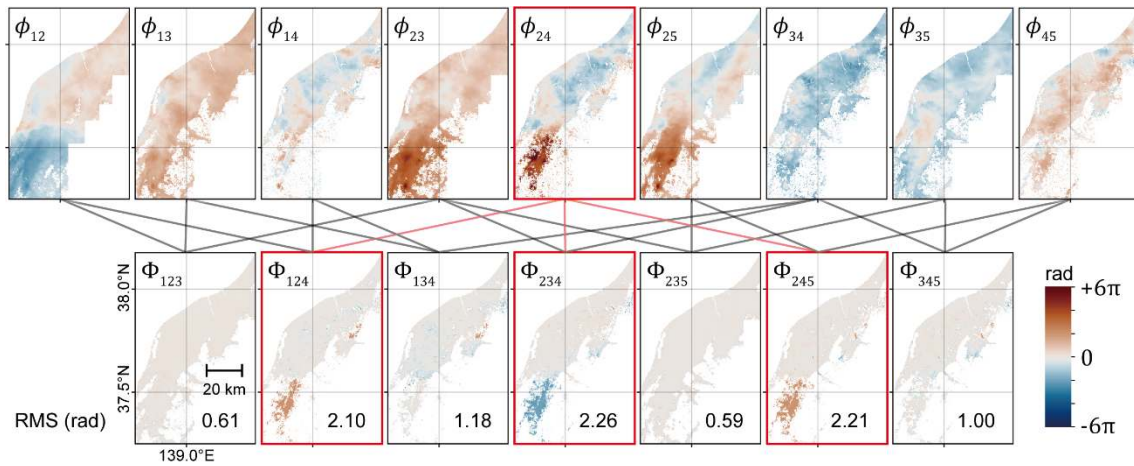 ϕ₁₂ ϕ₁₃ ϕ₁₄ ϕ₂₃ ϕ₂₄ ϕ₂₅ ϕ₃₄ ϕ₃₅ ϕ₄₅
Φ₁₂₃ Φ₁₂₄ Φ₁₃₄ Φ₂₃₄ Φ₂₃₅ Φ₂₄₅ Φ₃₄₅
38.0°N
37.5°N
20 km
RMS (rad) 0.61 2.10 1.18 2.26 0.59 2.21 1.00
139.0°E
rad
+6π
0
-6π